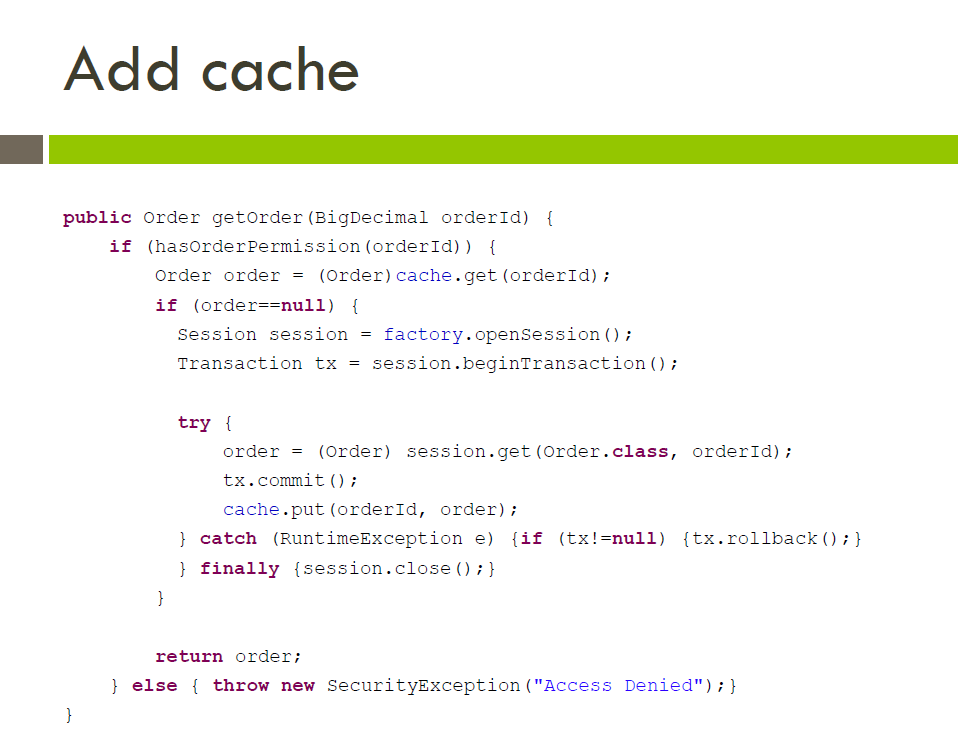 Add cache
public Order getOrder(BigDecimal orderId) {
if (hasOrderPermission(orderId)) {
Order order = (Order)cache.get(orderId);
if (order==null) {
Session session = factory.openSession();
Transaction tx = session.beginTransaction();
try {
order = (Order) session.get(Order.class, orderId);
tx.commit();
cache.put(orderId, order);
} catch (RuntimeException e) {if (tx!=null) {tx.rollback();}
} finally {session.close();}
}
return order;
} else { throw new SecurityException("Access Denied");}
}